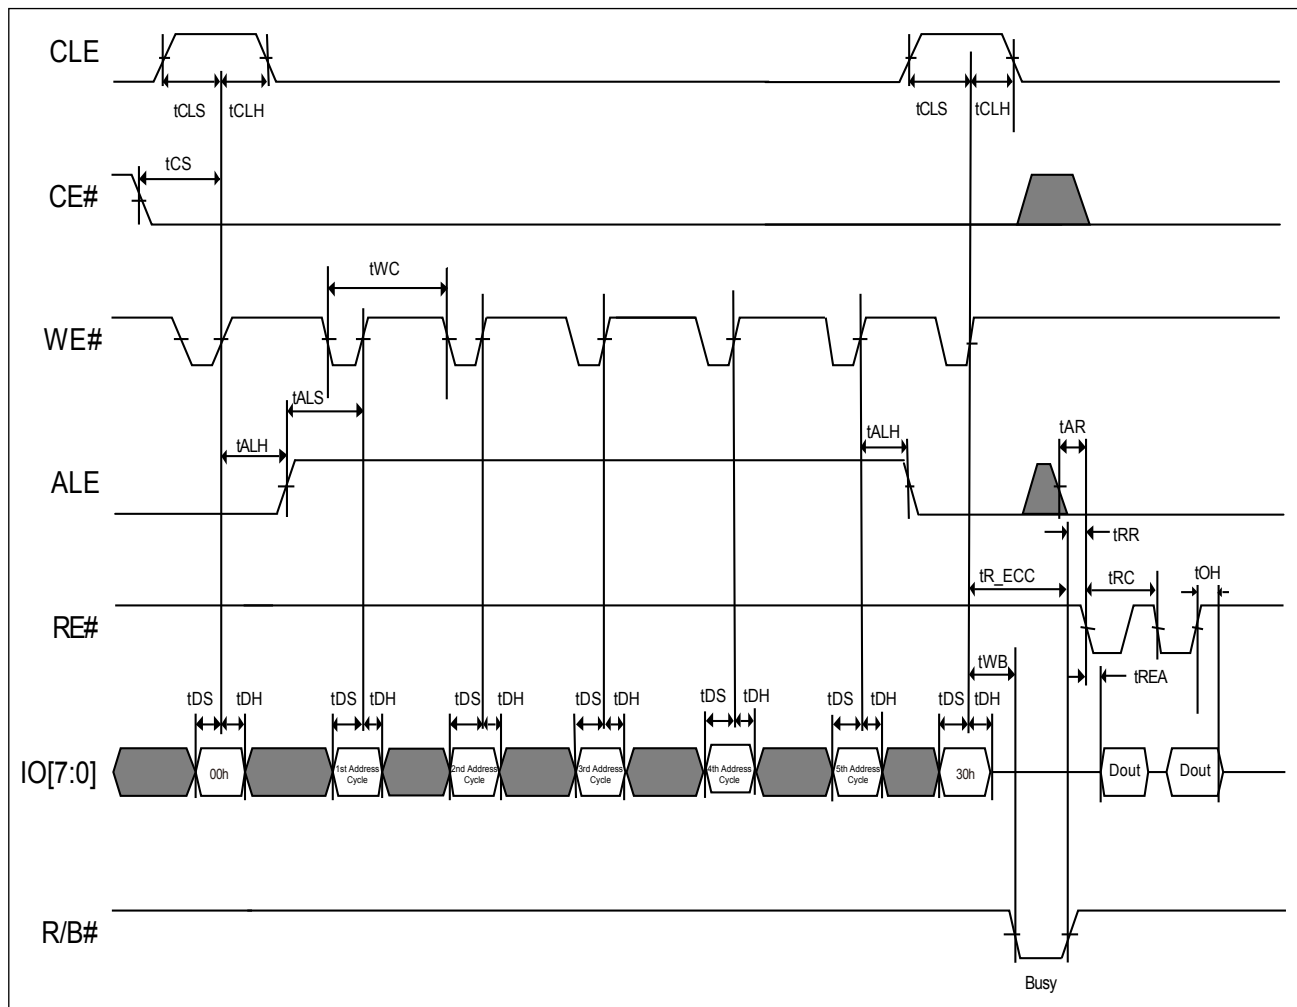 CLE
tCLS tCLH
tCLS tCLH
tCS
CE#
tWC
WE#
tALS
tALH
tALH
tAR
ALE
tRR
tR_ECC
tRC
tOH
RE#
tWB
tREA
tDS tDH
tDS tDH
tDS tDH
tDS tDH
tDS tDH
tDS tDH
tDS tDH
IO[7:0]
00h
1st Address
Cycle
2nd Address
Cycle
3rd Address
Cycle
4th Address
Cycle
5th Address
Cycle
30h
Dout
Dout
R/B#
Busy